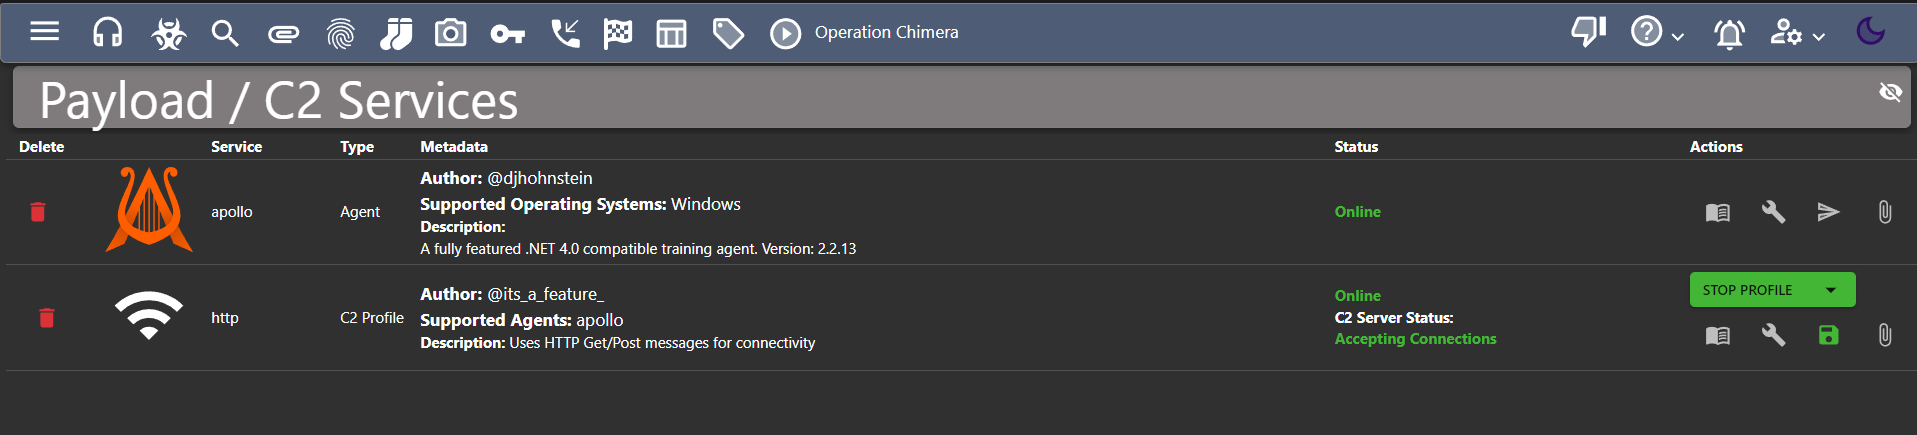 Operation Chimera
Payload / C2 Services
Delete Service Type Metadata Status Actions
apollo Agent
Author: @djhohnstein
Supported Operating Systems: Windows
Description:
A fully featured .NET 4.0 compatible training agent. Version: 2.2.13
Online
http C2 Profile
Author: @its_a_feature_
Supported Agents: apollo
Description: Uses HTTP Get/Post messages for connectivity
Online
C2 Server Status:
Accepting Connections
STOP PROFILE